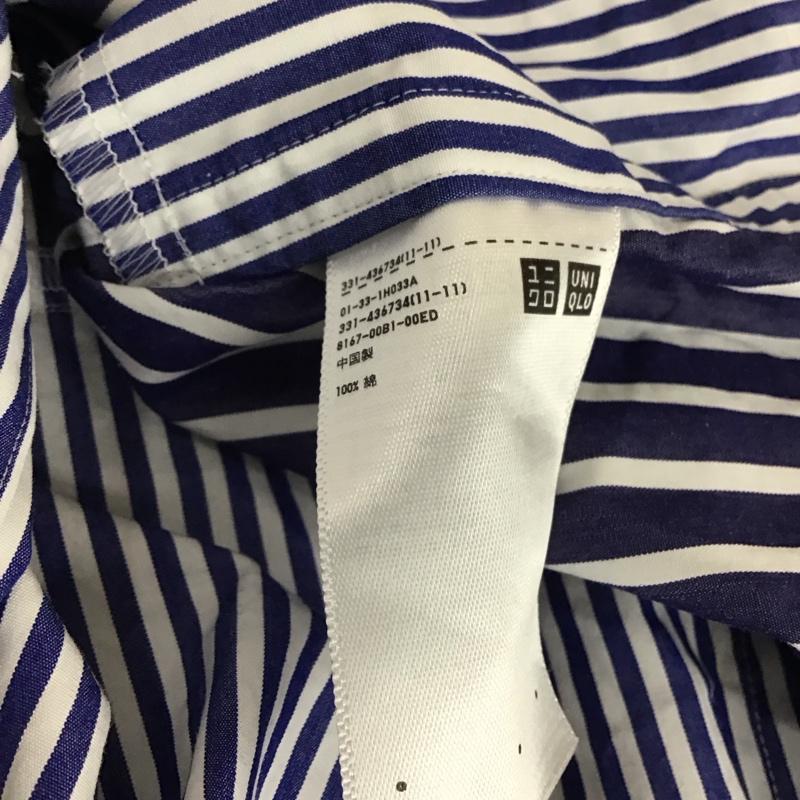 331-436734(11-11)
01-33-1H033A
331-436734(11-11)
8167-00B1-00ED
中国製
100% 綿
ユニ
クロ
UNI
QLO